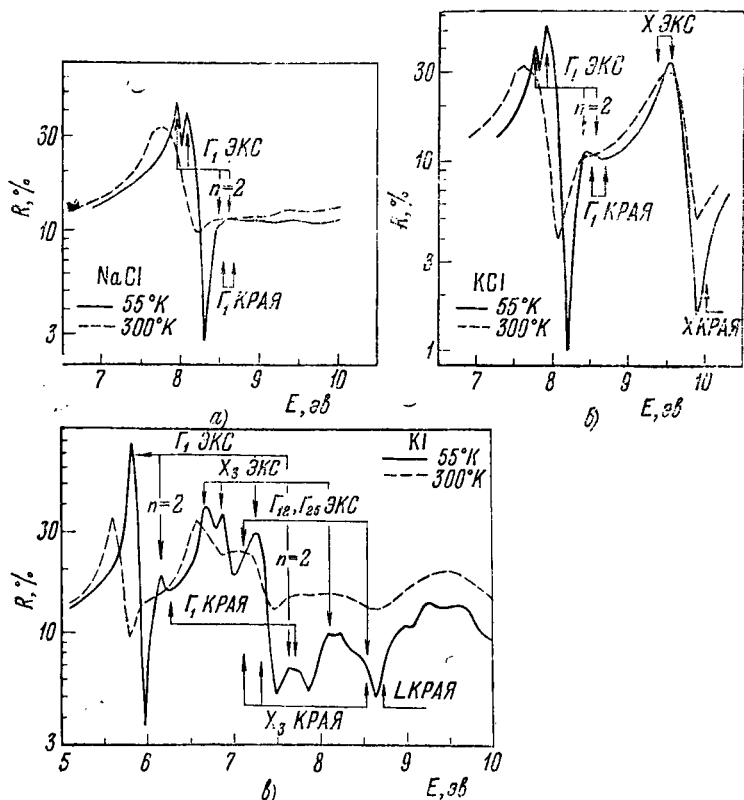 R, %
30
10
3
Γ₁ ЭКС
n=2
Γ₁ КРАЯ
NaCl
55°K
300°K
7 8 9 10
E, эв
а)
R, %
30
10
3
1
X ЭКС
Γ₁ ЭКС
n=2
Γ₁ КРАЯ
KCl
55°K
300°K
X КРАЯ
7 8 9 10
E, эв
б)
R, %
30
10
3
Γ₁ ЭКС
KI
X₃ ЭКС
55°K
300°K
n=2
Γ₁₂, Γ₂₅ ЭКС
n=2
Γ₁ КРАЯ
L КРАЯ
X₃ КРАЯ
5 6 7 8 9 10
E, эв
в)